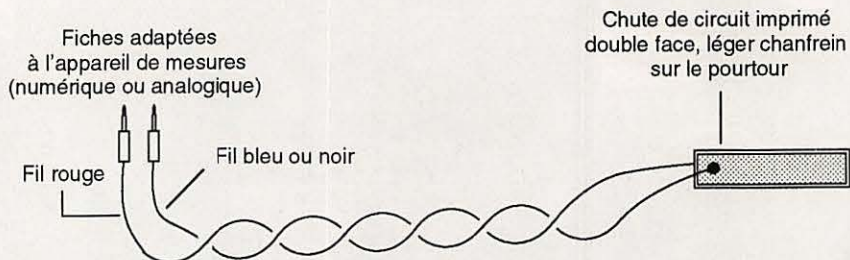 Fiches adaptées
à l'appareil de mesures
(numérique ou analogique)
Fil rouge
Fil bleu ou noir
Chute de circuit imprimé
double face, léger chanfrein
sur le pourtour